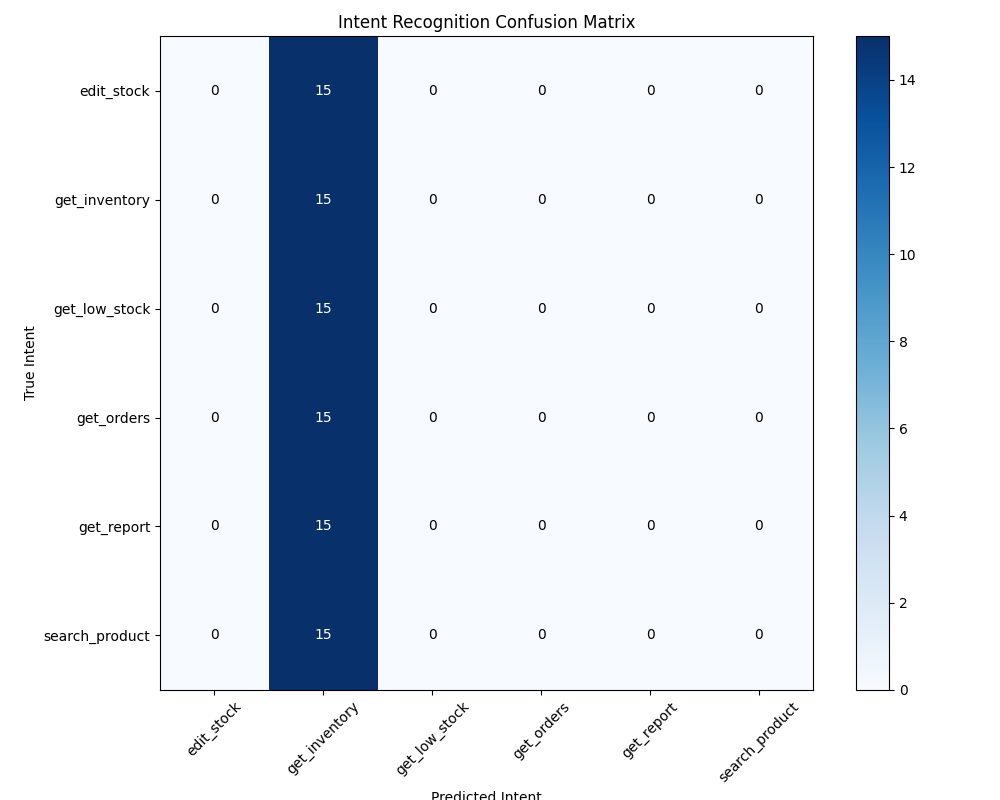 Intent Recognition Confusion Matrix
edit_stock 0 15 0 0 0 0
get_inventory 0 15 0 0 0 0
get_low_stock 0 15 0 0 0 0
get_orders 0 15 0 0 0 0
get_report 0 15 0 0 0 0
search_product 0 15 0 0 0 0
True Intent
edit_stock get_inventory get_low_stock get_orders get_report search_product
Predicted Intent
14
12
10
8
6
4
2
0